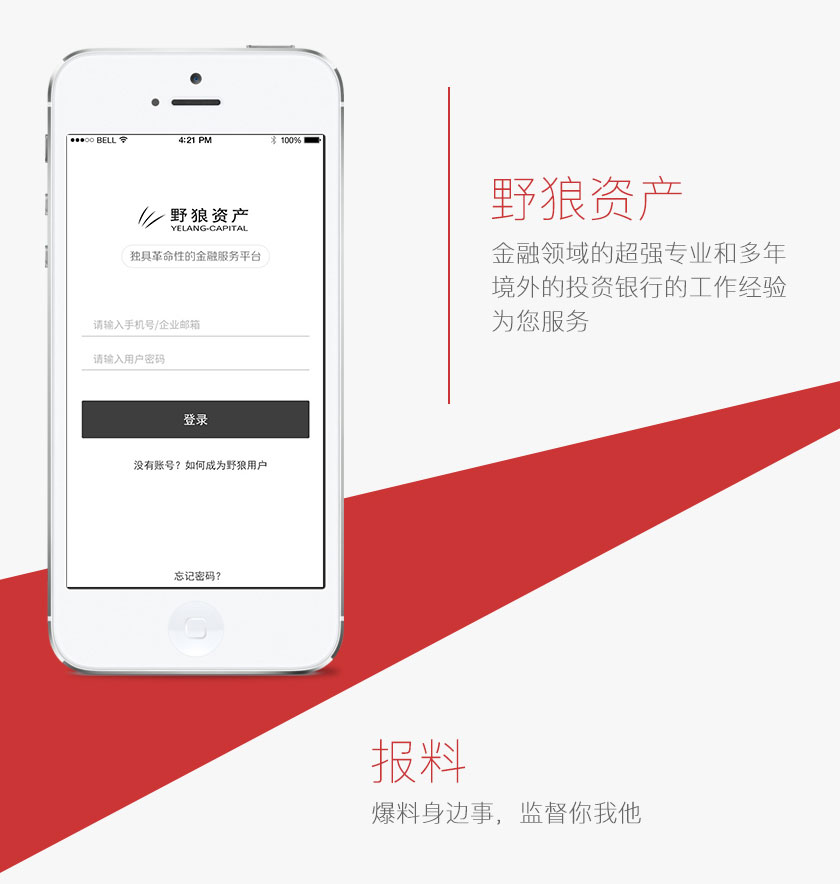 ●●●○○ BELL 4:21 PM 100%
野狼资产
YELANG-CAPITAL
独具革命性的金融服务平台
请输入手机号/企业邮箱
请输入用户密码
登录
没有账号？如何成为野狼用户
忘记密码？
野狼资产
金融领域的超强专业和多年
境外的投资银行的工作经验
为您服务
报料
爆料身边事，监督你我他